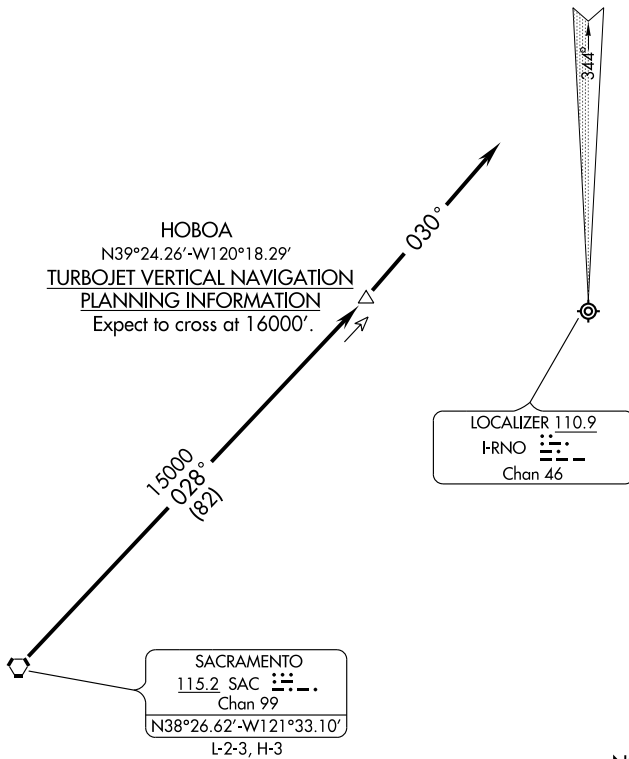 344°
030°
HOBOA
N39°24.26'-W120°18.29'
TURBOJET VERTICAL NAVIGATION
PLANNING INFORMATION
Expect to cross at 16000'.
LOCALIZER 110.9
I-RNO
Chan 46
15000
028°
(82)
SACRAMENTO
115.2 SAC
Chan 99
N38°26.62'-W121°33.10'
L-2-3, H-3